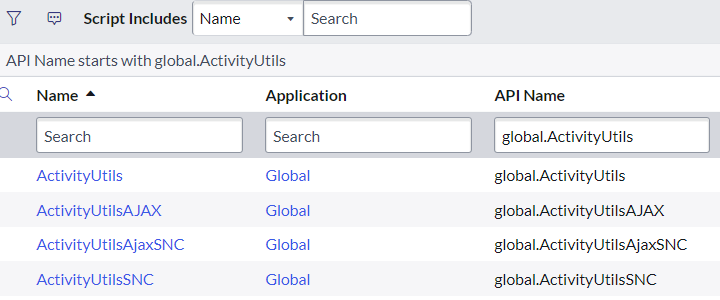 Script Includes Name Search
API Name starts with global.ActivityUtils
Name Application API Name
Search Search global.ActivityUtils
ActivityUtils Global global.ActivityUtils
ActivityUtilsAJAX Global global.ActivityUtilsAJAX
ActivityUtilsAjaxSNC Global global.ActivityUtilsAjaxSNC
ActivityUtilsSNC Global global.ActivityUtilsSNC